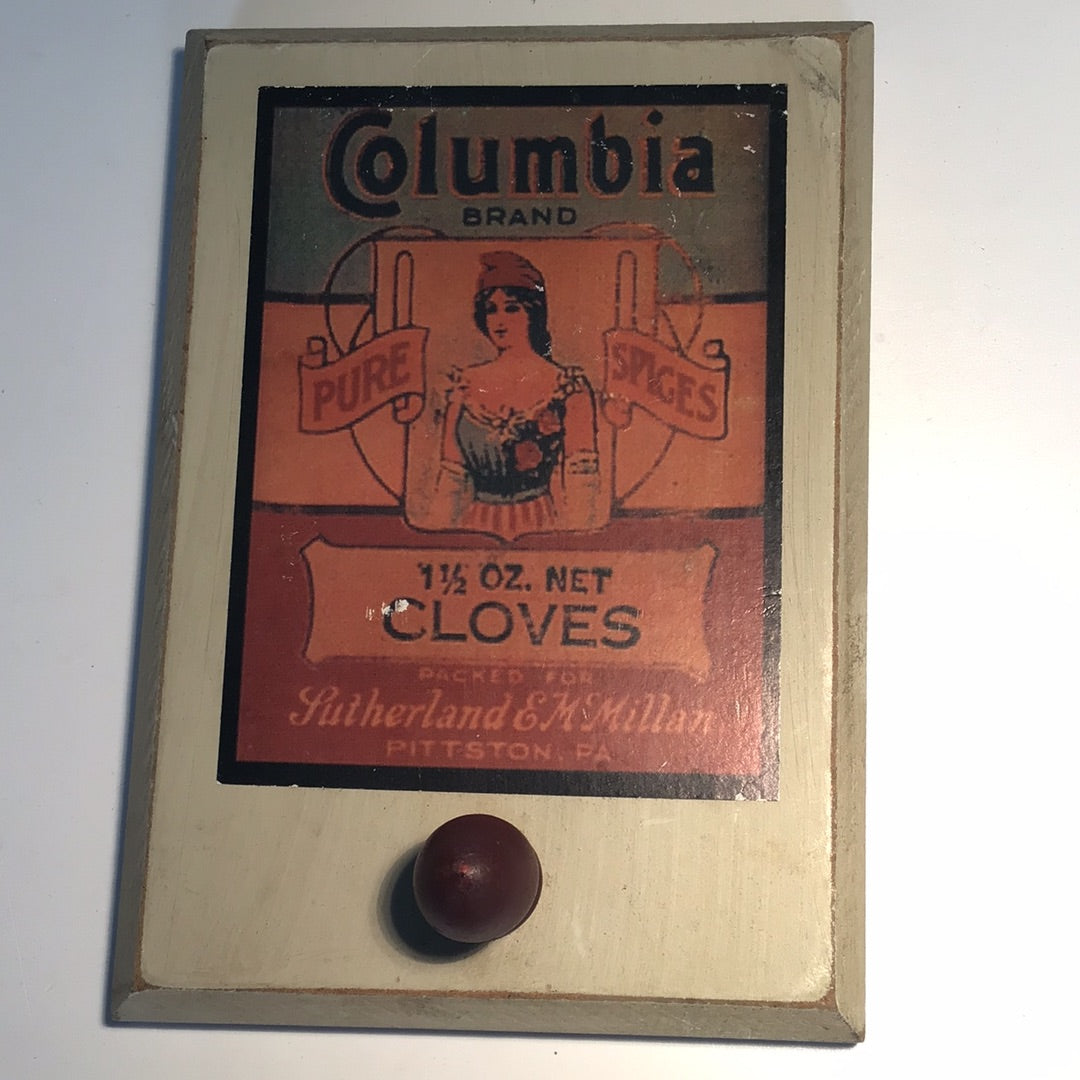 Columbia
BRAND
PURE SPICES
1½ OZ. NET
CLOVES
PACKED FOR
Sutherland & McMillan
PITTSTON, PA